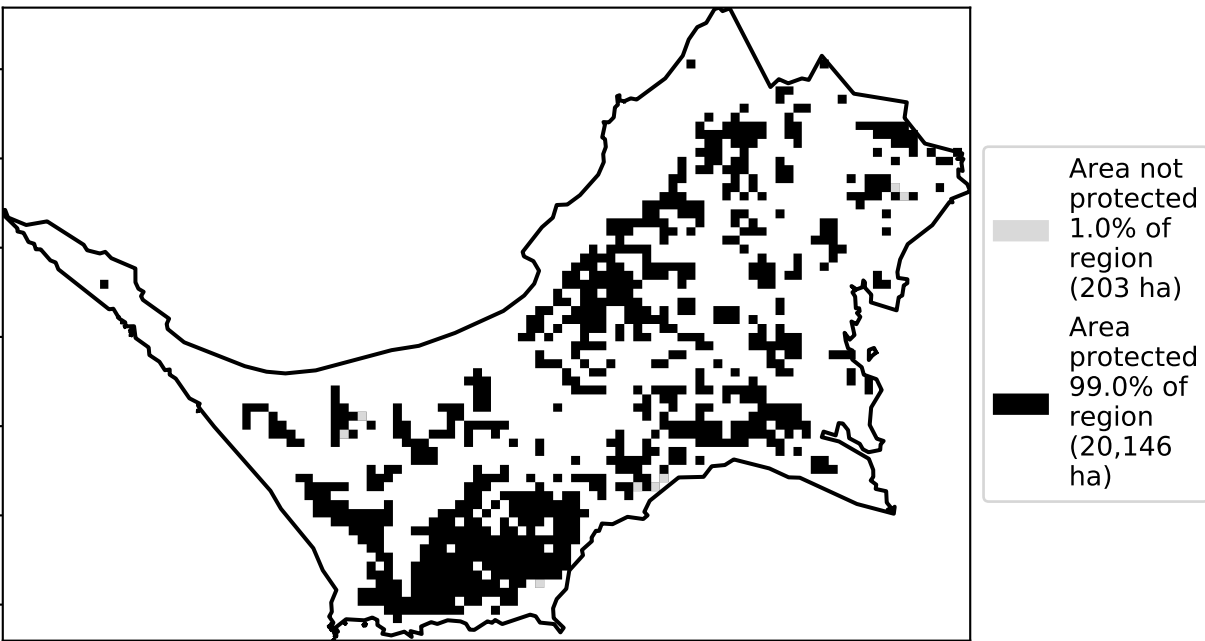 Area not
protected
1.0% of
region
(203 ha)
Area
protected
99.0% of
region
(20,146
ha)